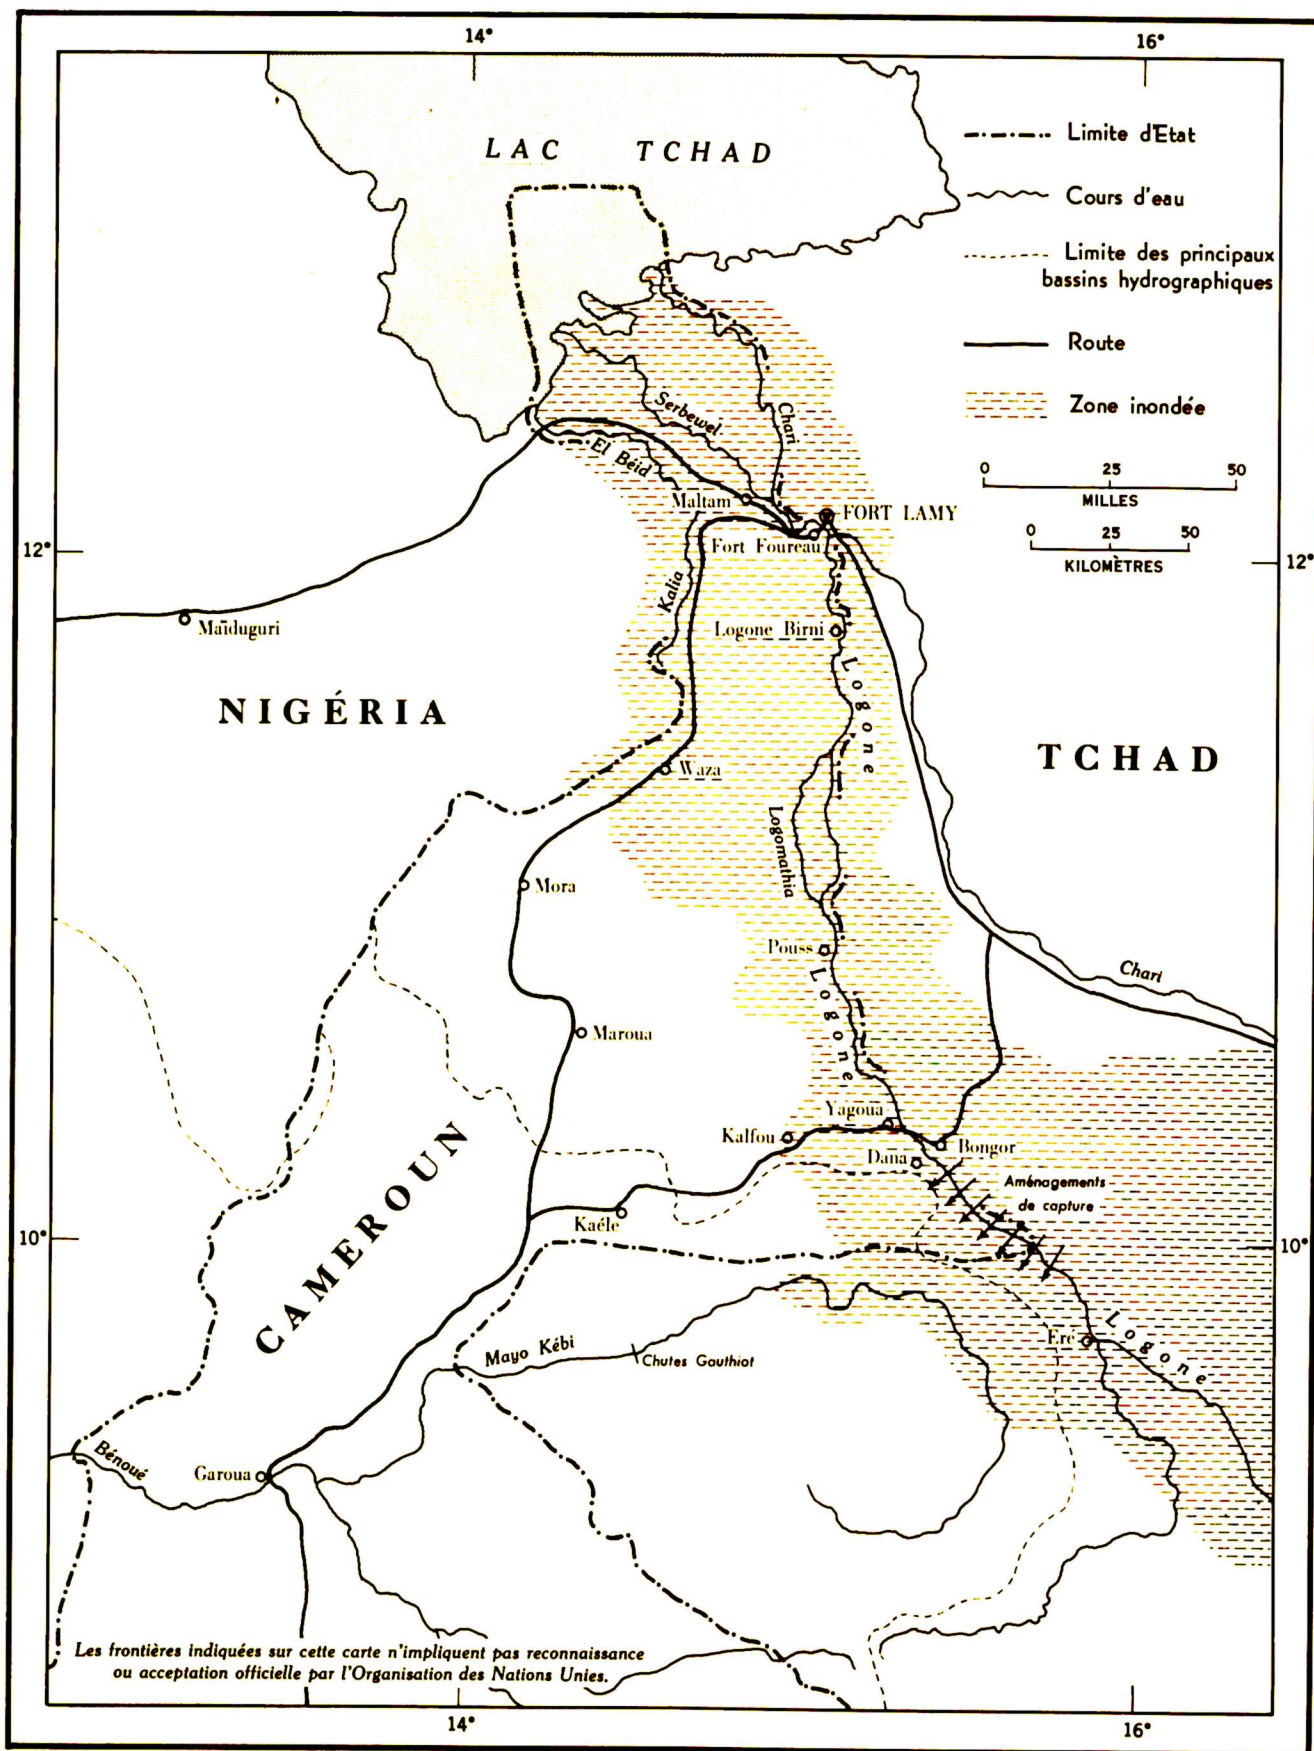 14°
16°
LAC TCHAD
Limite d'Etat
Cours d'eau
Limite des principaux
bassins hydrographiques
Route
Zone inondée
0 25 50
MILLES
0 25 50
KILOMÈTRES
Serbewel
Chari
El Béid
Maltam
FORT LAMY
Fort Foureau
12°
12°
Kalia
Maïduguri
Logone Birni
Logone
NIGÉRIA
TCHAD
Waza
Logomathia
Mora
Pouss
Logone
Chari
Maroua
Yagoua
Kalfou
Bongor
Dana
Aménagements
de capture
Kaéle
10°
10°
CAMEROUN
Logone
Eré
Mayo Kébi
Chutes Gauthiot
Bénoué
Garoua
Les frontières indiquées sur cette carte n'impliquent pas reconnaissance
ou acceptation officielle par l'Organisation des Nations Unies.
14°
16°